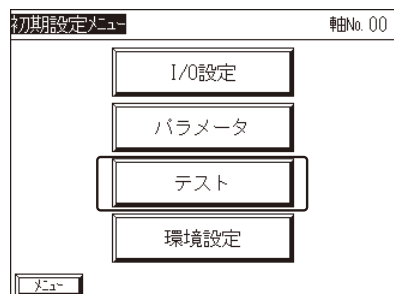 初期設定メニュー 軸No. 00
I/O設定
パラメータ
テスト
環境設定
メニュー